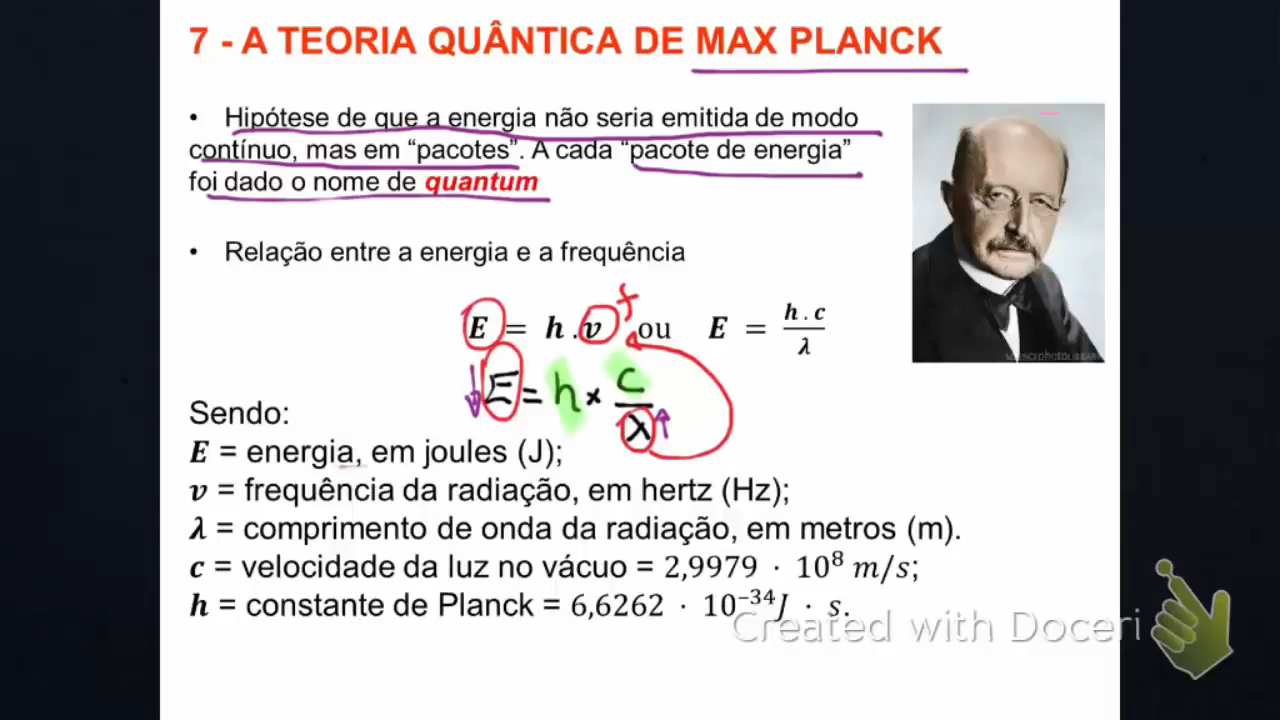 7 - A TEORIA QUÂNTICA DE MAX PLANCK
• Hipótese de que a energia não seria emitida de modo
contínuo, mas em “pacotes”. A cada “pacote de energia”
foi dado o nome de quantum
• Relação entre a energia e a frequência
f
E = h . ν ou E = h . c / λ
↓ E = h × c / λ ↑
Sendo:
E = energia, em joules (J);
ν = frequência da radiação, em hertz (Hz);
λ = comprimento de onda da radiação, em metros (m).
c = velocidade da luz no vácuo = 2,9979 · 10⁸ m/s;
h = constante de Planck = 6,6262 · 10⁻³⁴ J · s.
Created with Doceri